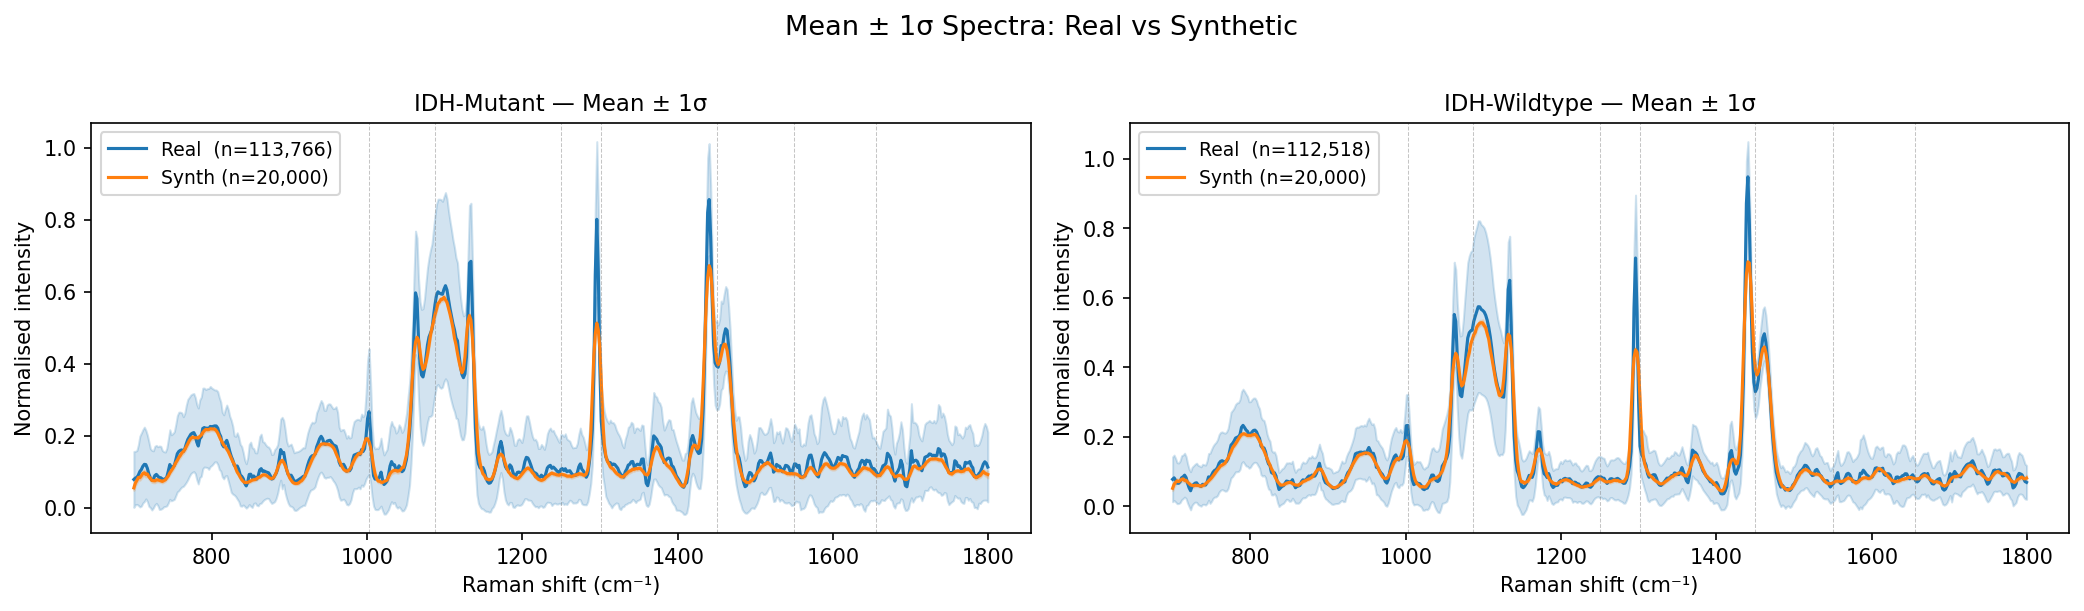 Mean ± 1σ Spectra: Real vs Synthetic
IDH-Mutant — Mean ± 1σ
Real (n=113,766)
Synth (n=20,000)
Normalised intensity
1.0
0.8
0.6
0.4
0.2
0.0
800 1000 1200 1400 1600 1800
Raman shift (cm⁻¹)
IDH-Wildtype — Mean ± 1σ
Real (n=112,518)
Synth (n=20,000)
Normalised intensity
1.0
0.8
0.6
0.4
0.2
0.0
800 1000 1200 1400 1600 1800
Raman shift (cm⁻¹)